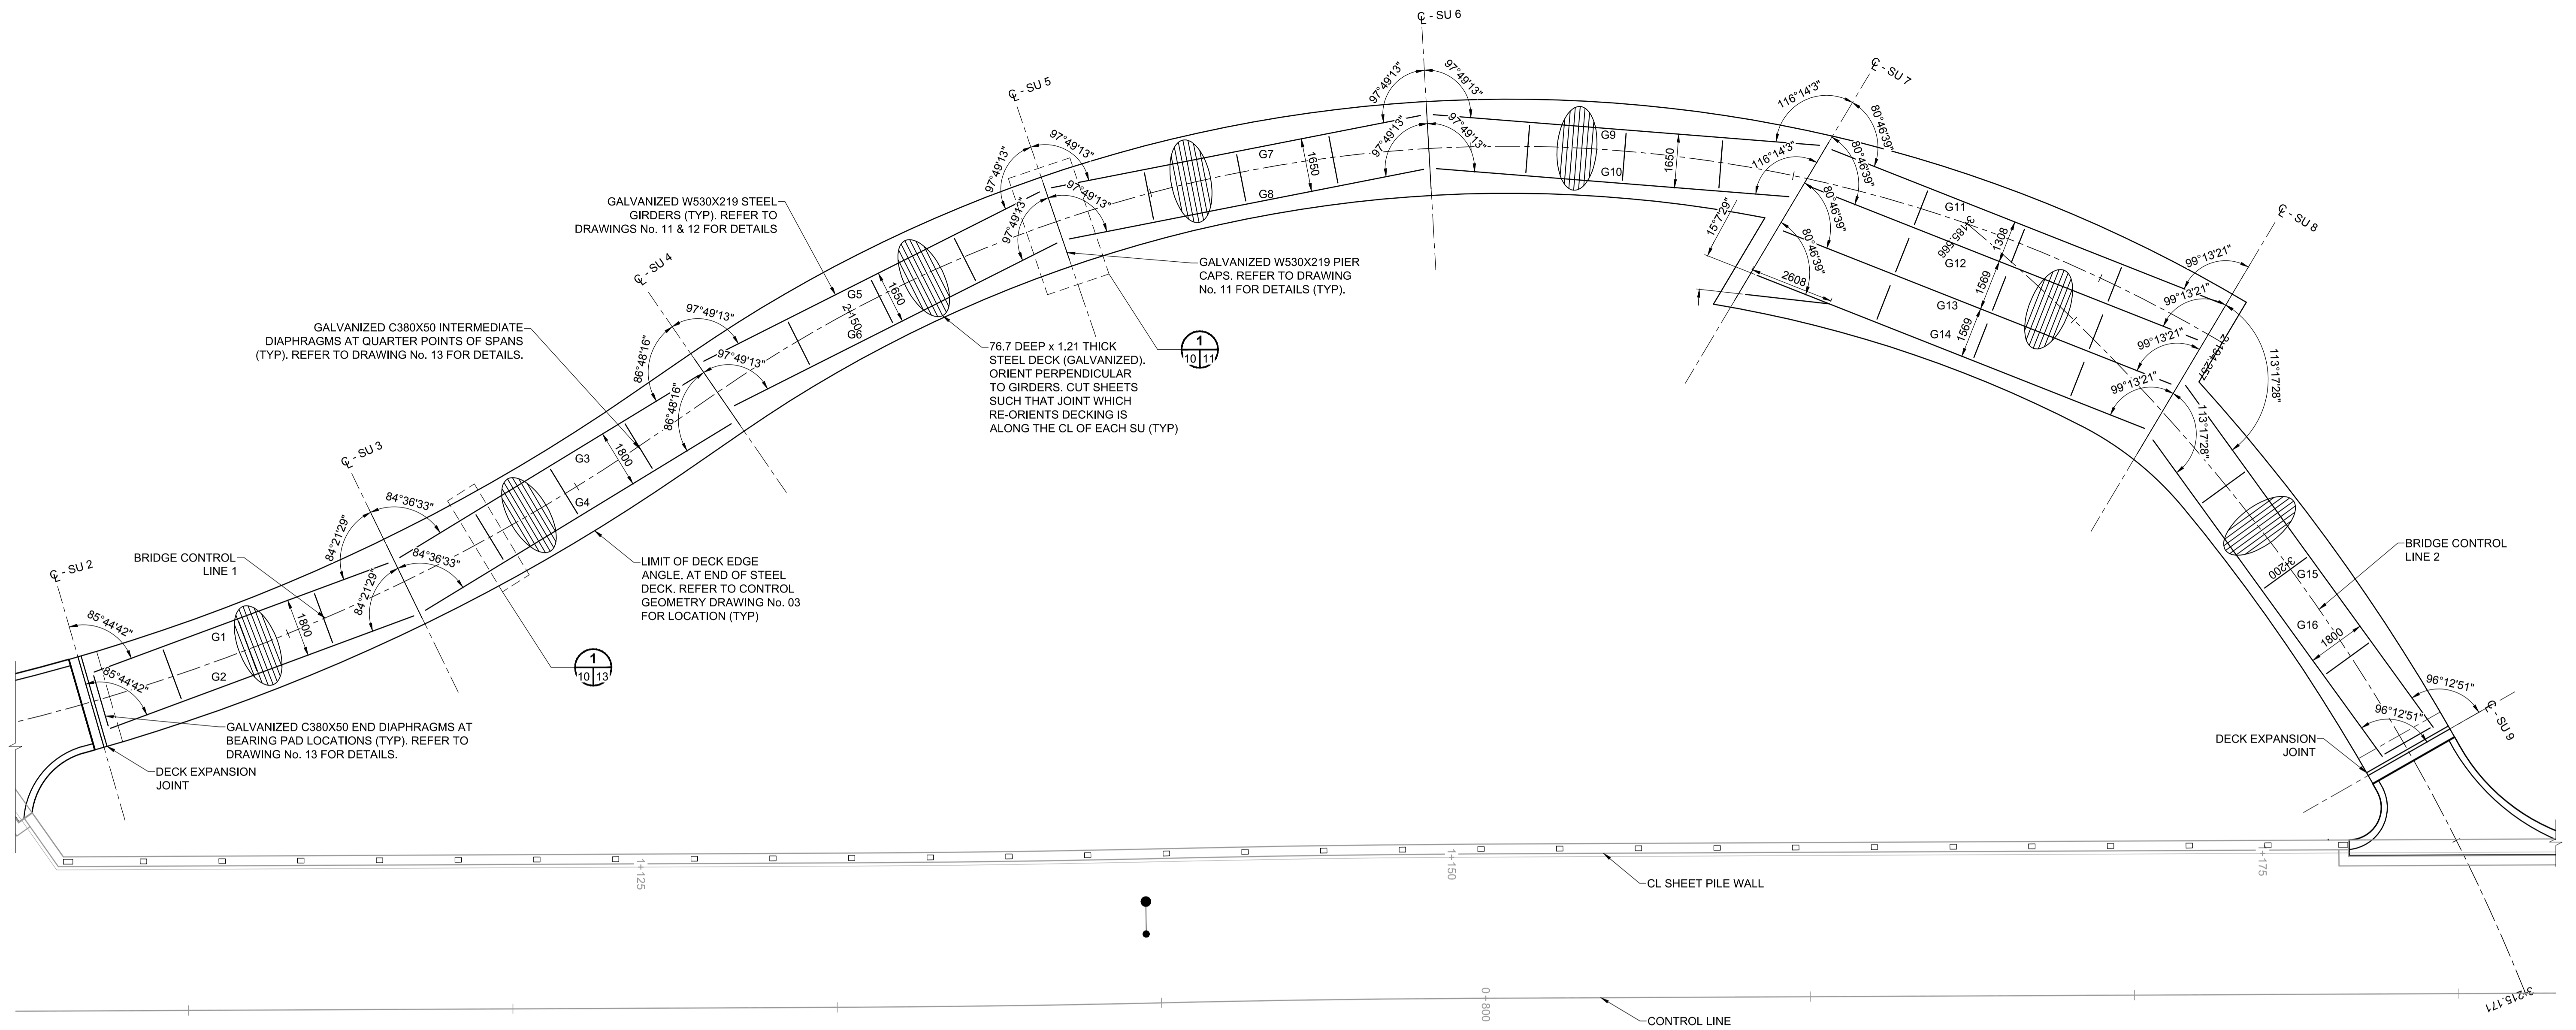 ℄ - SU 2
℄ - SU 3
℄ - SU 4
℄ - SU 5
℄ - SU 6
℄ - SU 7
℄ - SU 8
℄ - SU 9
GALVANIZED W530X219 STEEL
GIRDERS (TYP). REFER TO
DRAWINGS No. 11 & 12 FOR DETAILS
GALVANIZED C380X50 INTERMEDIATE
DIAPHRAGMS AT QUARTER POINTS OF SPANS
(TYP). REFER TO DRAWING No. 13 FOR DETAILS.
GALVANIZED W530X219 PIER
CAPS. REFER TO DRAWING
No. 11 FOR DETAILS (TYP).
76.7 DEEP x 1.21 THICK
STEEL DECK (GALVANIZED).
ORIENT PERPENDICULAR
TO GIRDERS. CUT SHEETS
SUCH THAT JOINT WHICH
RE-ORIENTS DECKING IS
ALONG THE CL OF EACH SU (TYP)
1
10 11
BRIDGE CONTROL
LINE 1
LIMIT OF DECK EDGE
ANGLE. AT END OF STEEL
DECK. REFER TO CONTROL
GEOMETRY DRAWING No. 03
FOR LOCATION (TYP)
1
10 13
GALVANIZED C380X50 END DIAPHRAGMS AT
BEARING PAD LOCATIONS (TYP). REFER TO
DRAWING No. 13 FOR DETAILS.
DECK EXPANSION
JOINT
BRIDGE CONTROL
LINE 2
DECK EXPANSION
JOINT
85°44'42"
85°44'42"
G1
G2
1800
84°21'29"
84°21'29"
84°36'33"
84°36'33"
G3
G4
1800
86°48'16"
86°48'16"
97°49'13"
97°49'13"
G5
G6
1650
2+150
97°49'13"
97°49'13"
97°49'13"
97°49'13"
G7
G8
1650
97°49'13"
97°49'13"
97°49'13"
97°49'13"
G9
G10
1650
116°14'3"
116°14'3"
80°46'39"
80°46'39"
80°46'39"
80°46'39"
15°7'29"
2608
G11
G12
G13
G14
3+185.666
1308
1569
1569
99°13'21"
99°13'21"
99°13'21"
99°13'21"
2+194.257
113°17'28"
113°17'28"
3+200
G15
G16
1800
96°12'51"
96°12'51"
1+125
1+150
1+175
CL SHEET PILE WALL
0-800
CONTROL LINE
3+215.171